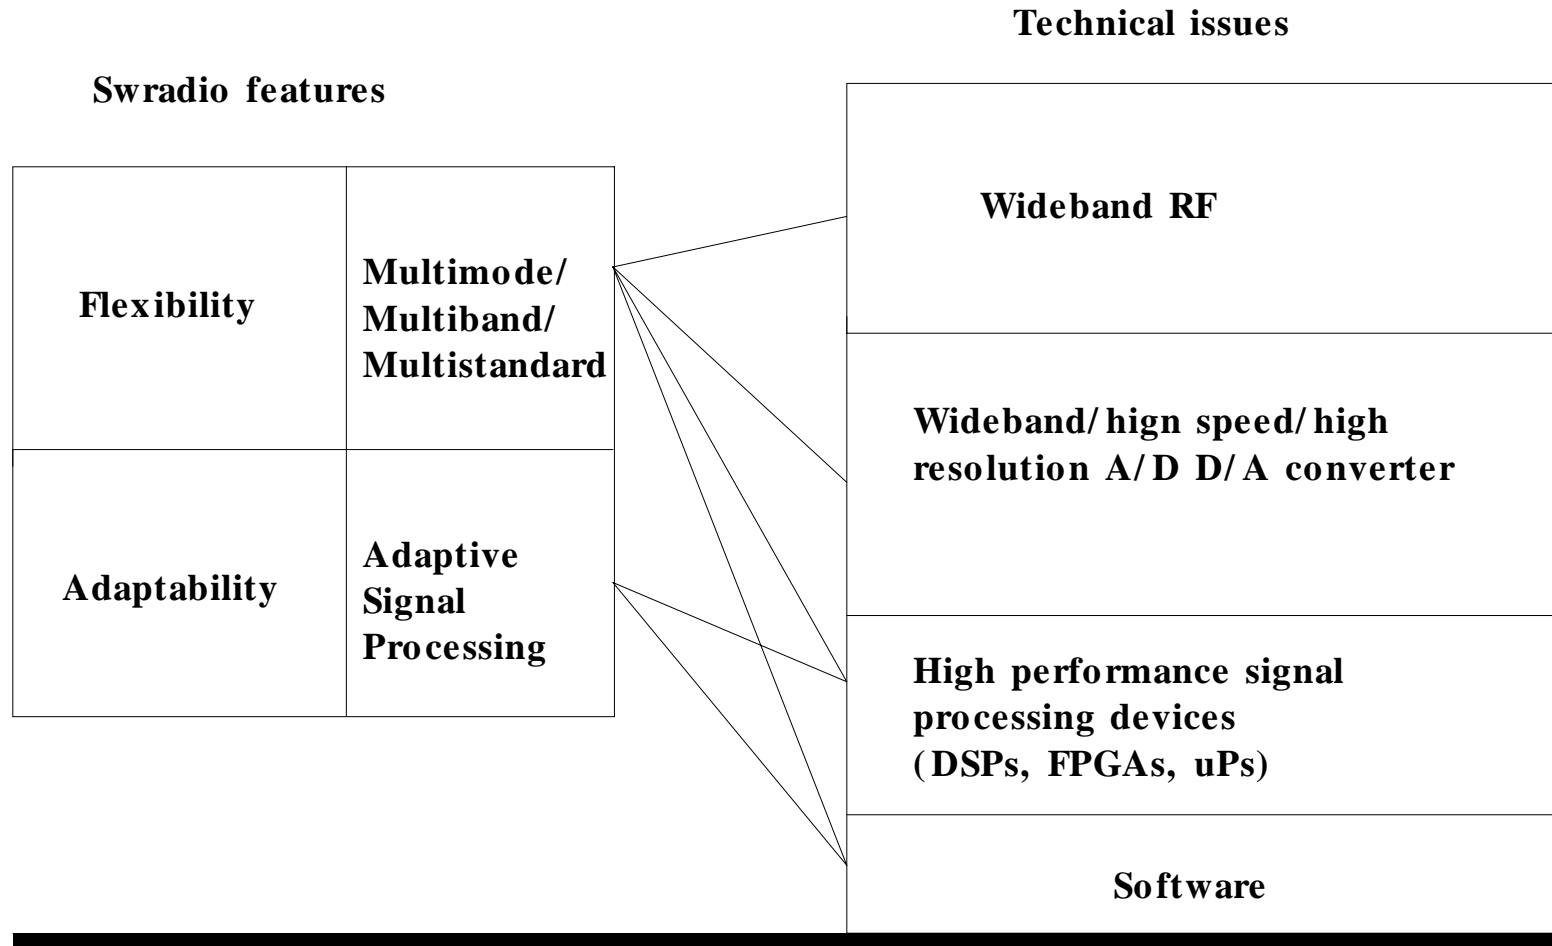 Technical issues
Swradio features
Flexibility
Multimode/
Multiband/
Multistandard
Adaptability
Adaptive
Signal
Processing
Wideband RF
Wideband/hign speed/high
resolution A/D D/A converter
High performance signal
processing devices
(DSPs, FPGAs, uPs)
Software